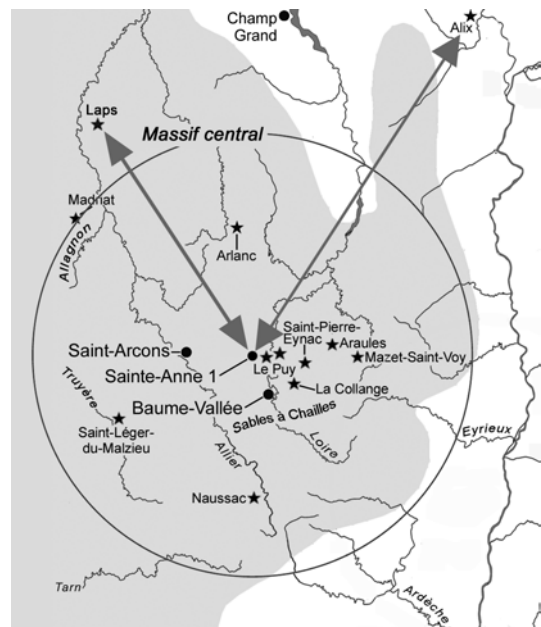 Champ
Grand
Alix
Laps
Massif central
Madriat
Allagnon
Arlanc
Saint-Pierre-
Eynac
Araules
Saint-Arcons
Mazet-Saint-Voy
Sainte-Anne 1
Le Puy
La Collange
Truyère
Baume-Vallée
Sables à Chailles
Saint-Léger-
du-Malzieu
Loire
Eyrieux
Allier
Naussac
Tarn
Ardèche